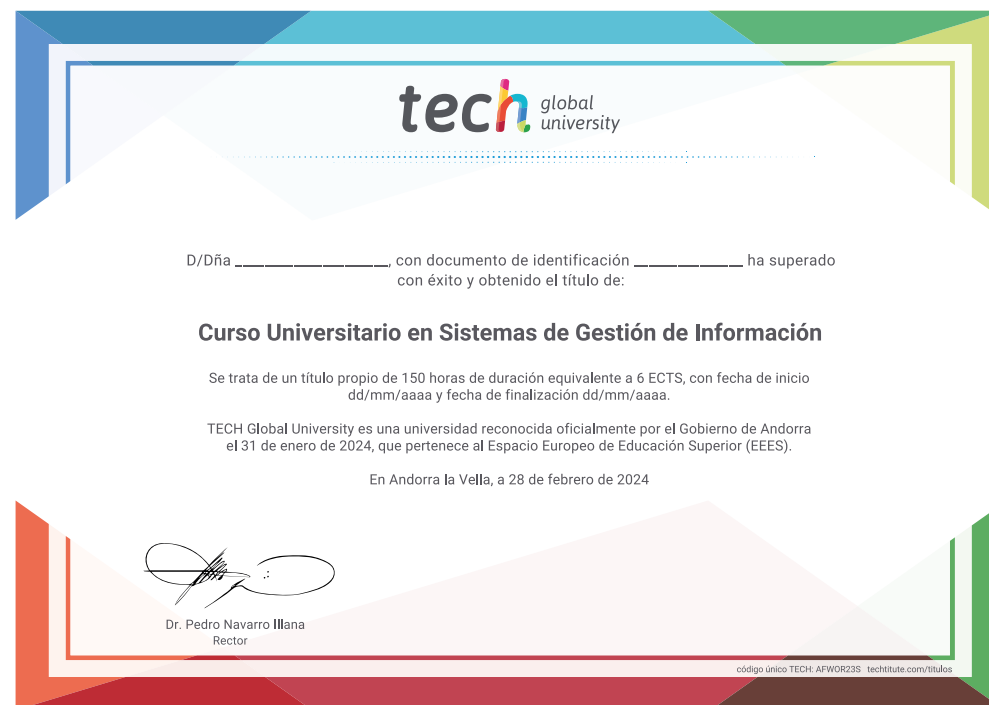 tech global university
D/Dña ____________________, con documento de identificación ______________ ha superado
con éxito y obtenido el título de:
Curso Universitario en Sistemas de Gestión de Información
Se trata de un título propio de 150 horas de duración equivalente a 6 ECTS, con fecha de inicio
dd/mm/aaaa y fecha de finalización dd/mm/aaaa.
TECH Global University es una universidad reconocida oficialmente por el Gobierno de Andorra
el 31 de enero de 2024, que pertenece al Espacio Europeo de Educación Superior (EEES).
En Andorra la Vella, a 28 de febrero de 2024
Dr. Pedro Navarro Illana
Rector
código único TECH: AFWOR23S techtitute.com/titulos